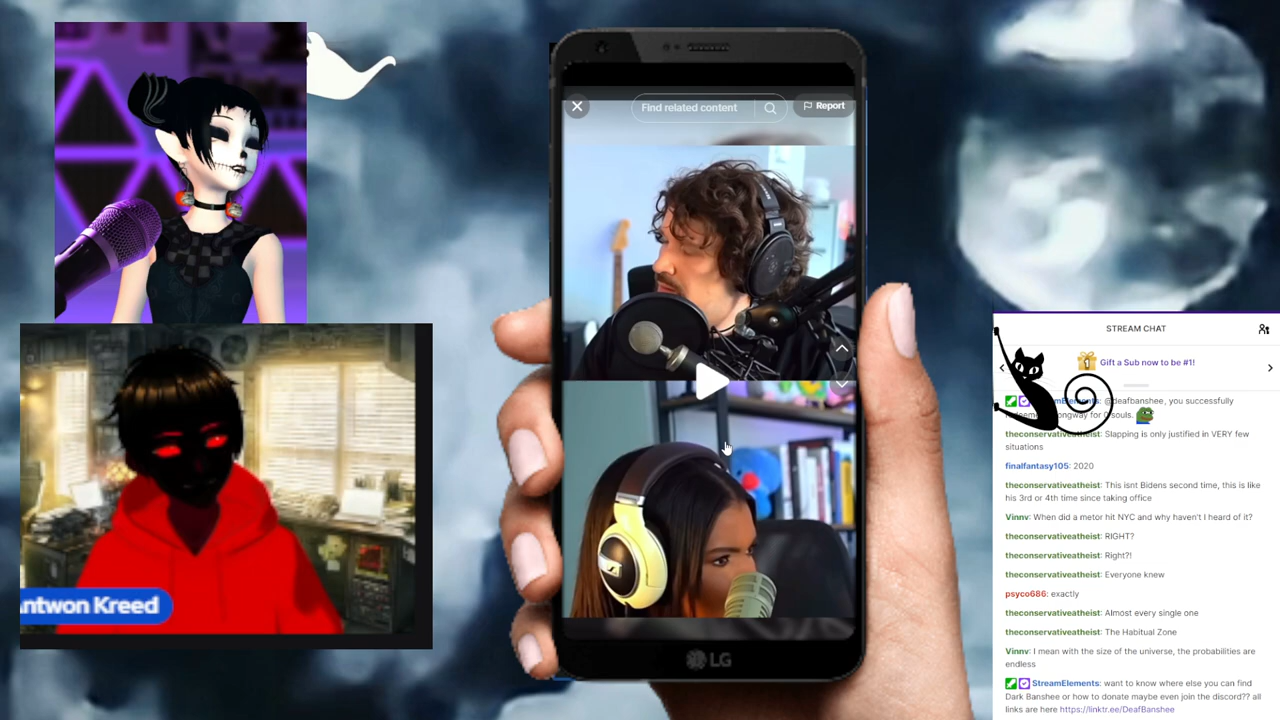 Find related content
Report
LG
ntwon Kreed
STREAM CHAT
Gift a Sub now to be #1!
@deafbanshee, you successfully
for 0 souls.
theconservativeatheist: Slapping is only justified in VERY few
situations
finalfantasy105: 2020
theconservativeatheist: This isnt Bidens second time, this is like
his 3rd or 4th time since taking office
Vinnv: When did a metor hit NYC and why haven't I heard of it?
theconservativeatheist: RIGHT?
theconservativeatheist: Right?!
theconservativeatheist: Everyone knew
psyco686: exactly
theconservativeatheist: Almost every single one
theconservativeatheist: The Habitual Zone
Vinnv: I mean with the size of the universe, the probabilities are
endless
StreamElements: want to know where else you can find
Dark Banshee or how to donate maybe even join the discord?? all
links are here https://linktr.ee/DeafBanshee